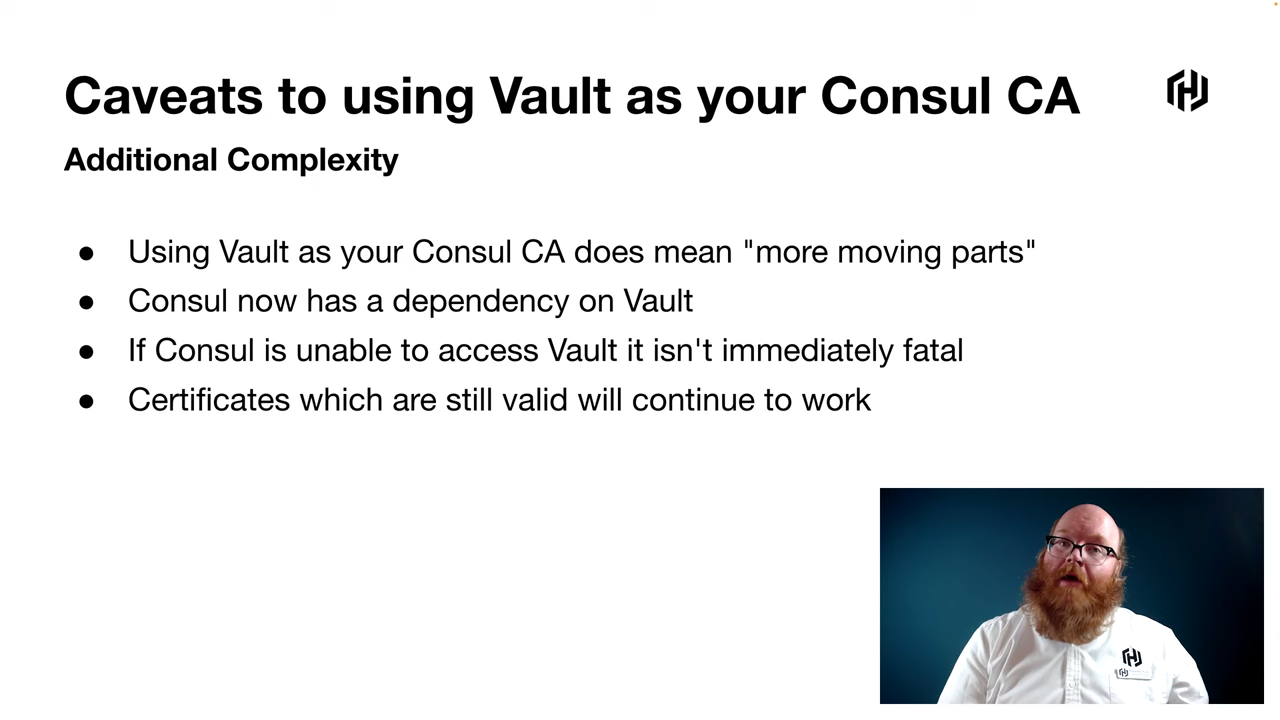 Caveats to using Vault as your Consul CA
Additional Complexity
● Using Vault as your Consul CA does mean "more moving parts"
● Consul now has a dependency on Vault
● If Consul is unable to access Vault it isn't immediately fatal
● Certificates which are still valid will continue to work